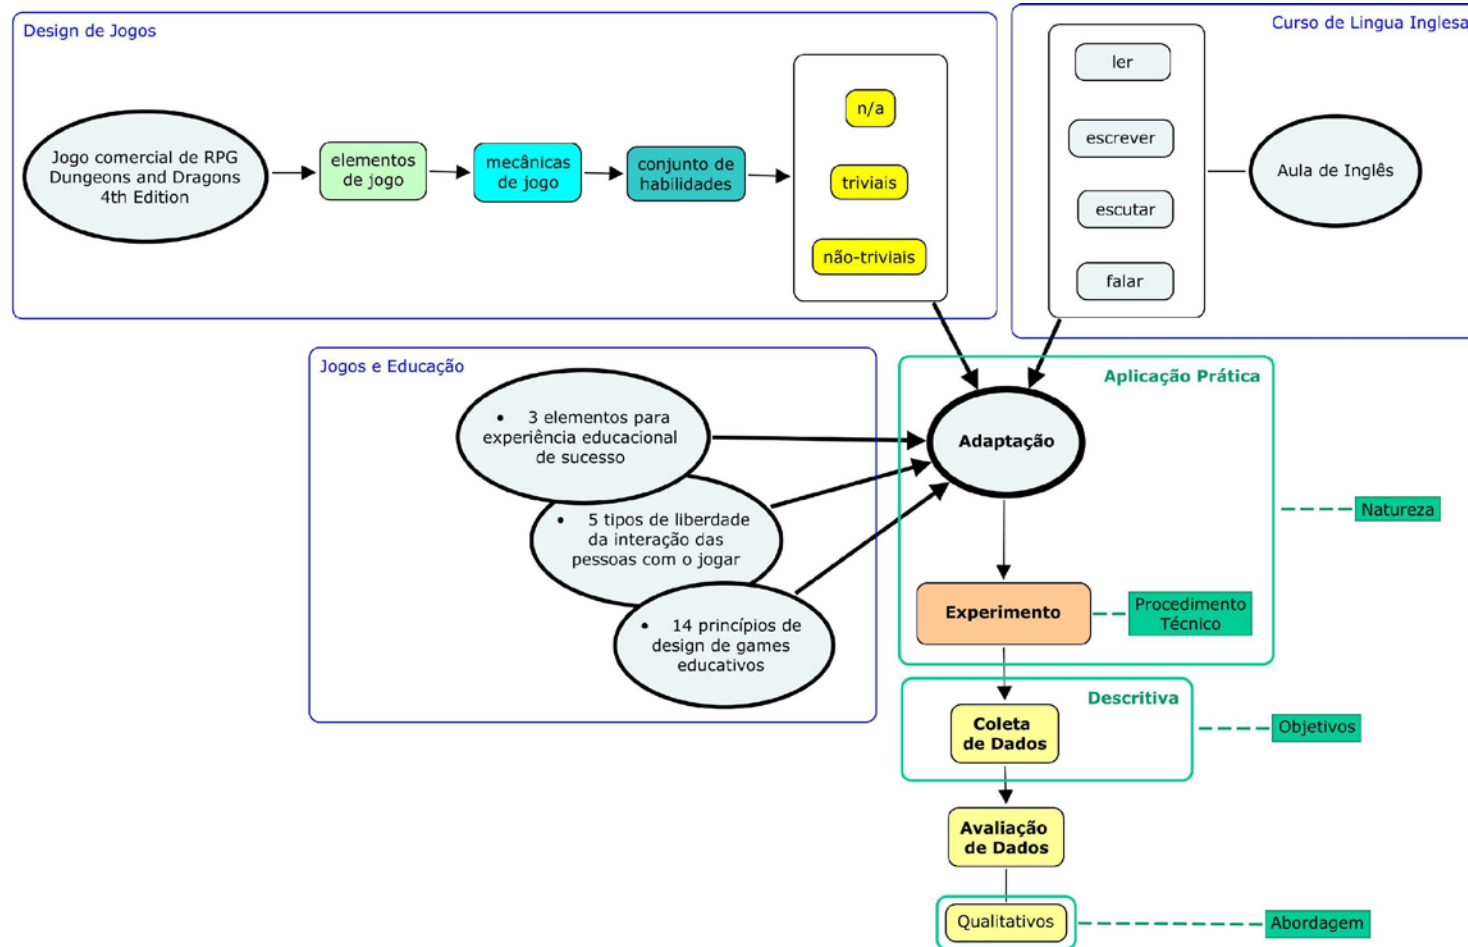 Design de Jogos
Jogo comercial de RPG
Dungeons and Dragons
4th Edition
elementos
de jogo
mecânicas
de jogo
conjunto de
habilidades
n/a
triviais
não-triviais
Curso de Lingua Inglesa
ler
escrever
escutar
falar
Aula de Inglês
Jogos e Educação
• 3 elementos para
experiência educacional
de sucesso
• 5 tipos de liberdade
da interação das
pessoas com o jogar
• 14 princípios de
design de games
educativos
Aplicação Prática
Adaptação
Natureza
Experimento
Procedimento
Técnico
Descritiva
Coleta
de Dados
Objetivos
Avaliação
de Dados
Qualitativos
Abordagem